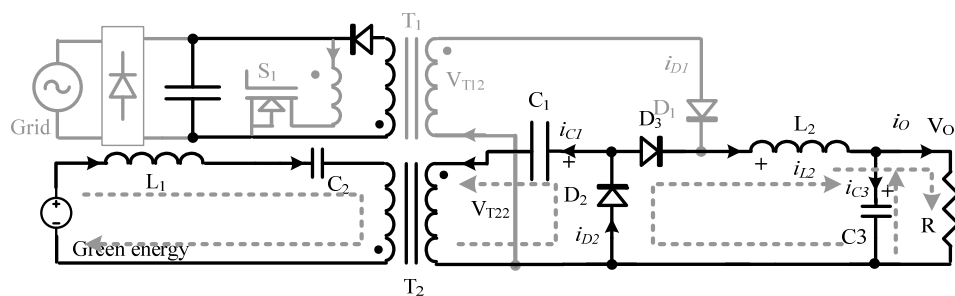 T1
S1
Grid
VT12
iD1
D1
C1
iC1
D3
L2
iO
VO
L1
C2
VT22
D2
iL2
iC3
iD2
C3
R
Green energy
T2